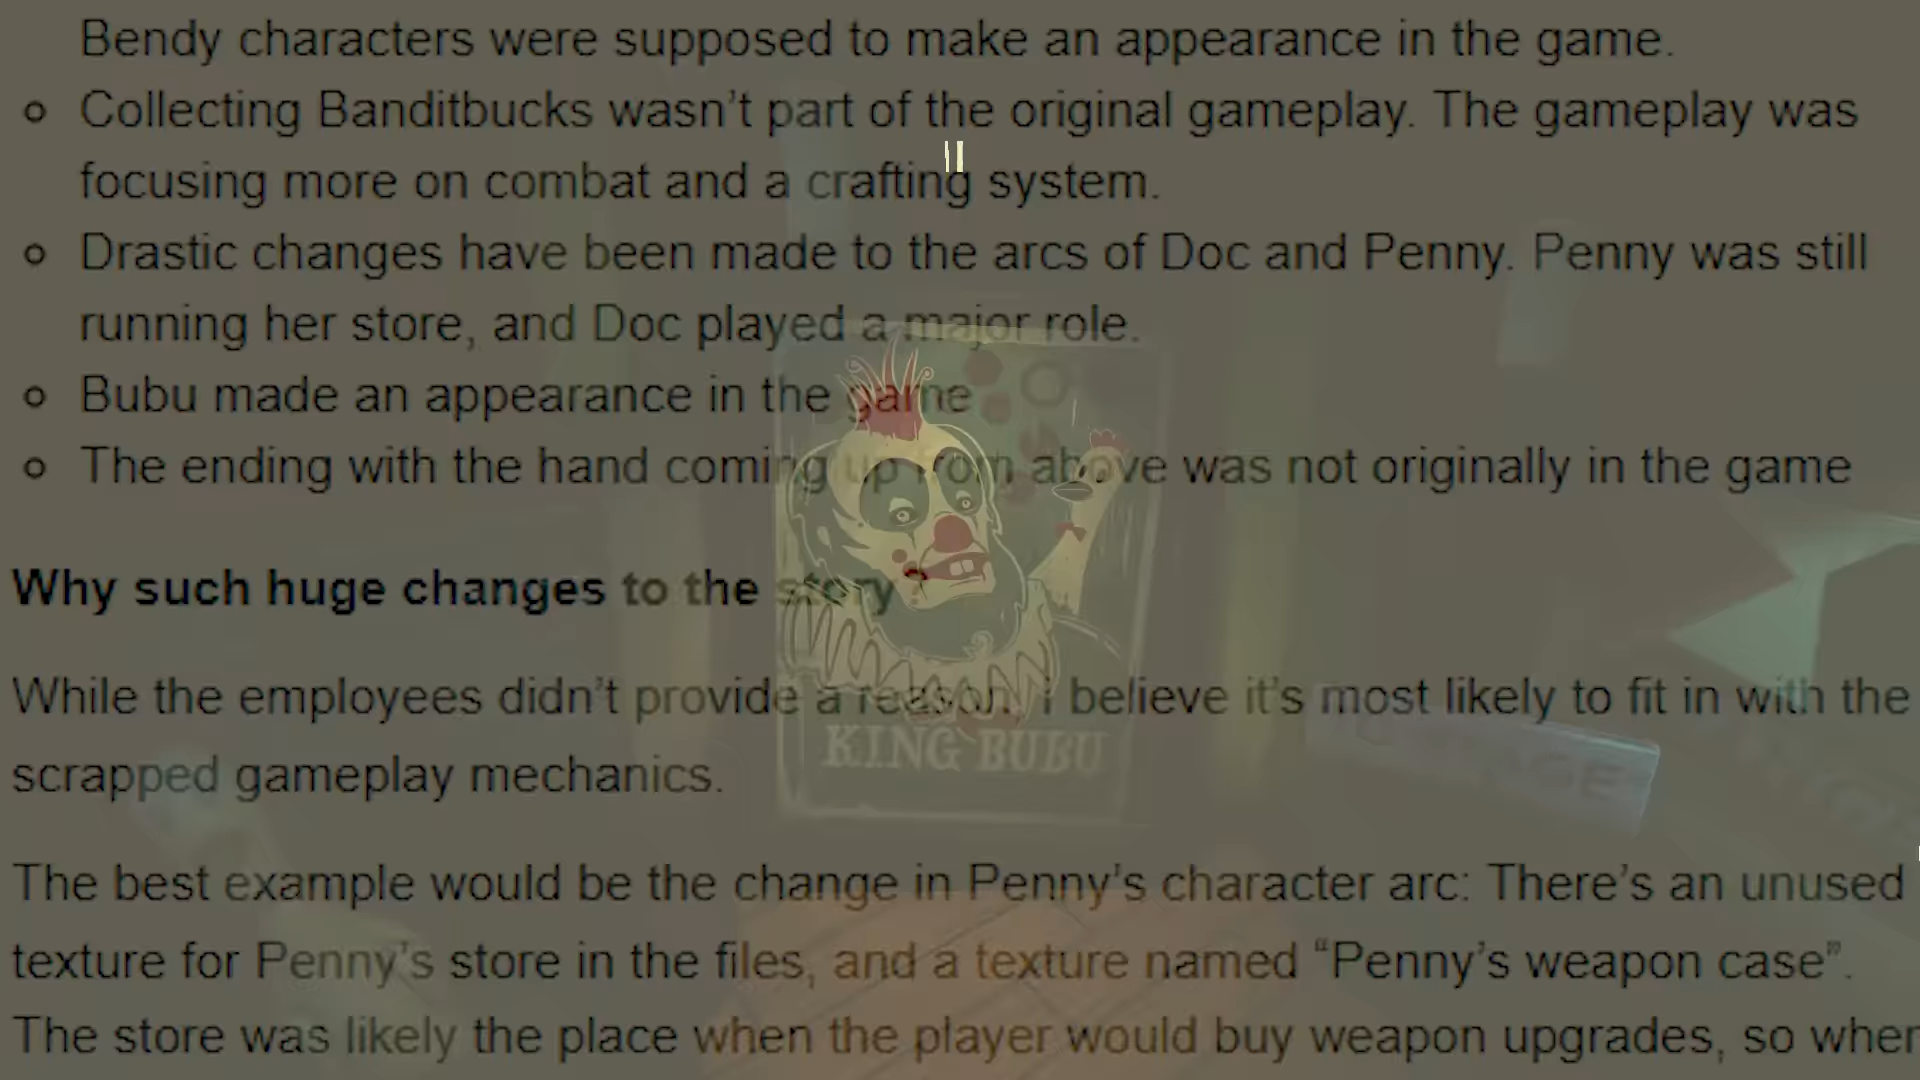 Bendy characters were supposed to make an appearance in the game.
Collecting Banditbucks wasn’t part of the original gameplay. The gameplay was
focusing more on combat and a crafting system.
Drastic changes have been made to the arcs of Doc and Penny. Penny was still
running her store, and Doc played a major role.
Bubu made an appearance in the game
The ending with the hand coming up from above was not originally in the game
Why such huge changes to the story?
While the employees didn’t provide a reason. I believe it’s most likely to fit in with the
KING BUBU
scrapped gameplay mechanics.
The best example would be the change in Penny’s character arc: There’s an unused
texture for Penny’s store in the files, and a texture named “Penny’s weapon case”.
The store was likely the place when the player would buy weapon upgrades, so when